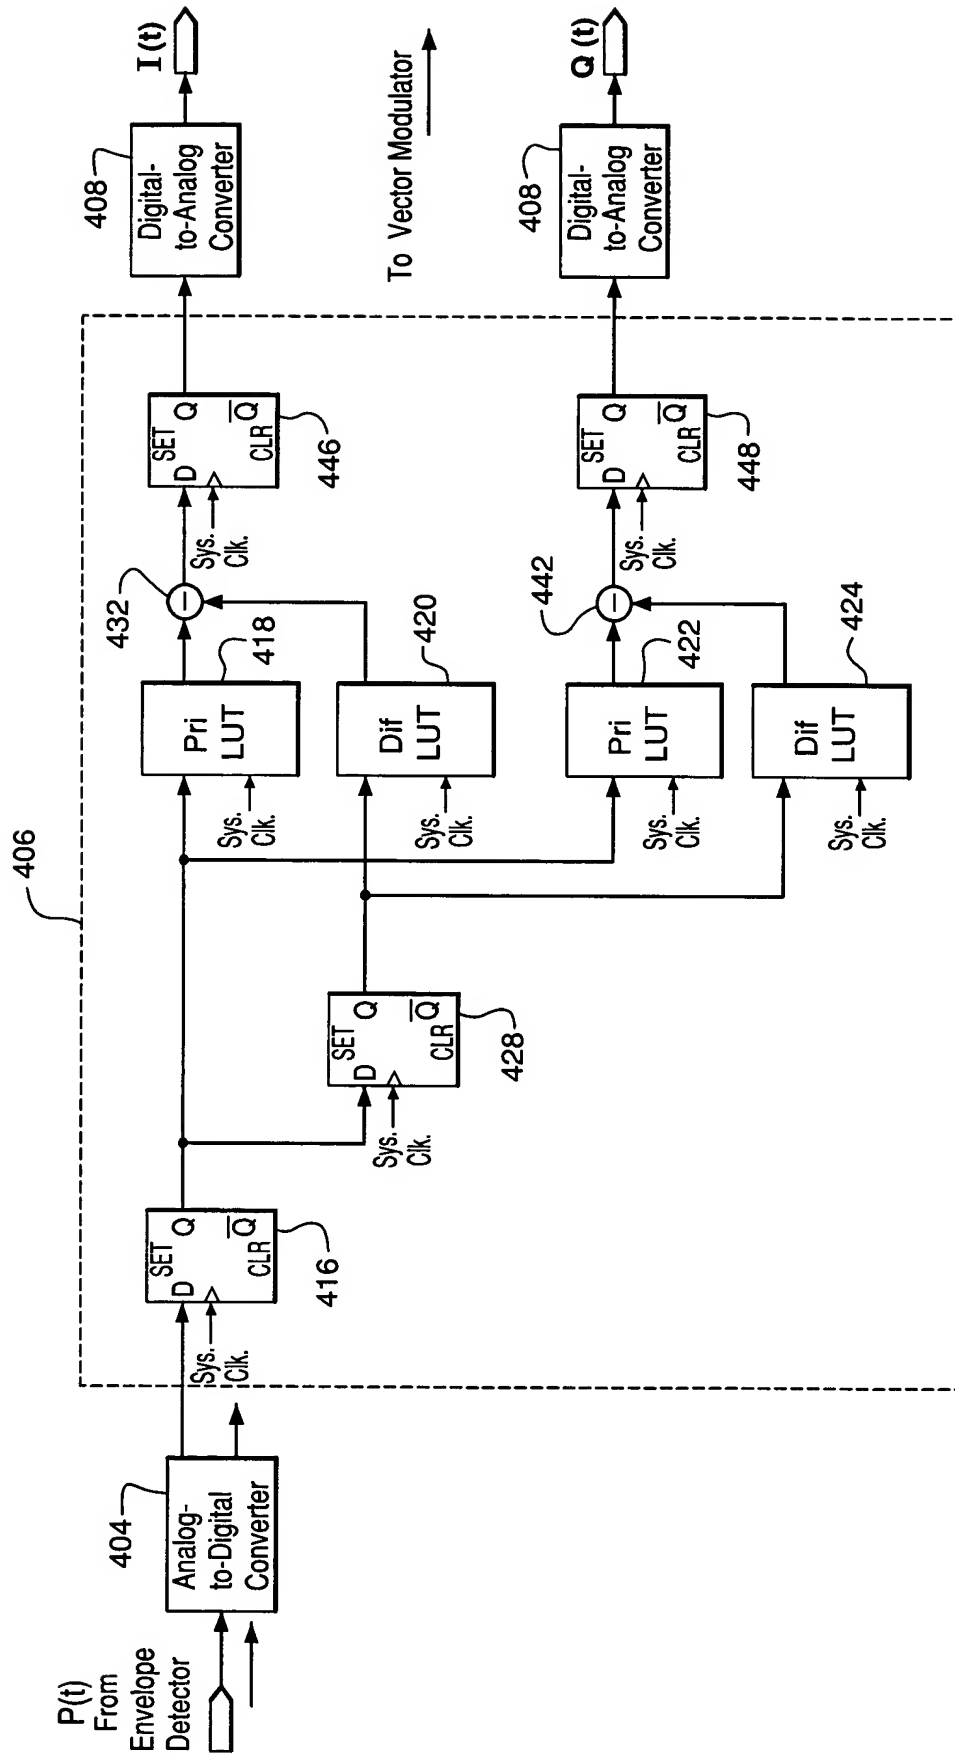 P(t)
From
Envelope
Detector
404
Analog-
to-Digital
Converter
406
Sys.
Clk.
SET
D
Q
Q
CLR
416
Sys.
Clk.
SET
D
Q
Q
CLR
428
Sys.
Clk.
Pri
LUT
418
Sys.
Clk.
Dif
LUT
420
Sys.
Clk.
Pri
LUT
422
Sys.
Clk.
Dif
LUT
424
432
442
Sys.
Clk.
SET
D
Q
Q
CLR
446
Sys.
Clk.
SET
D
Q
Q
CLR
448
408
Digital-
to-Analog
Converter
I(t)
To Vector Modulator
408
Digital-
to-Analog
Converter
Q(t)